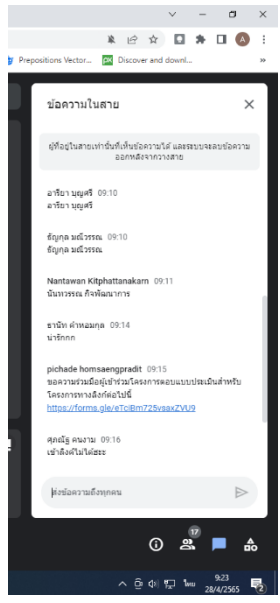 Prepositions Vector...
Discover and downl...
»
ข้อความในสาย
ผู้ที่อยู่ในสายเท่านั้นที่เห็นข้อความได้ และระบบจะลบข้อความ
ออกหลังจากวางสาย
อารียา บุญศรี 09:10
อารียา บุญศรี
ธัญกุล มณีวรรณ 09:10
ธัญกุล มณีวรรณ
Nantawan Kitphattanakarn 09:11
นันทวรรณ กิจพัฒนาการ
ธานัท คำหอมกุล 09:14
น่ารักกก
pichade homsaengpradit 09:15
ขอความร่วมมือผู้เข้าร่วมโครงการตอบแบบประเมินสำหรับ
โครงการทางลิงก์ต่อไปนี้
https://forms.gle/eTciBm725vsaxZVU9
ศุภณัฐ คนงาม 09:16
เข้าลิงค์ไม่ได้ฮะ
ส่งข้อความถึงทุกคน
17
ไทย
9:23
28/4/2565
2